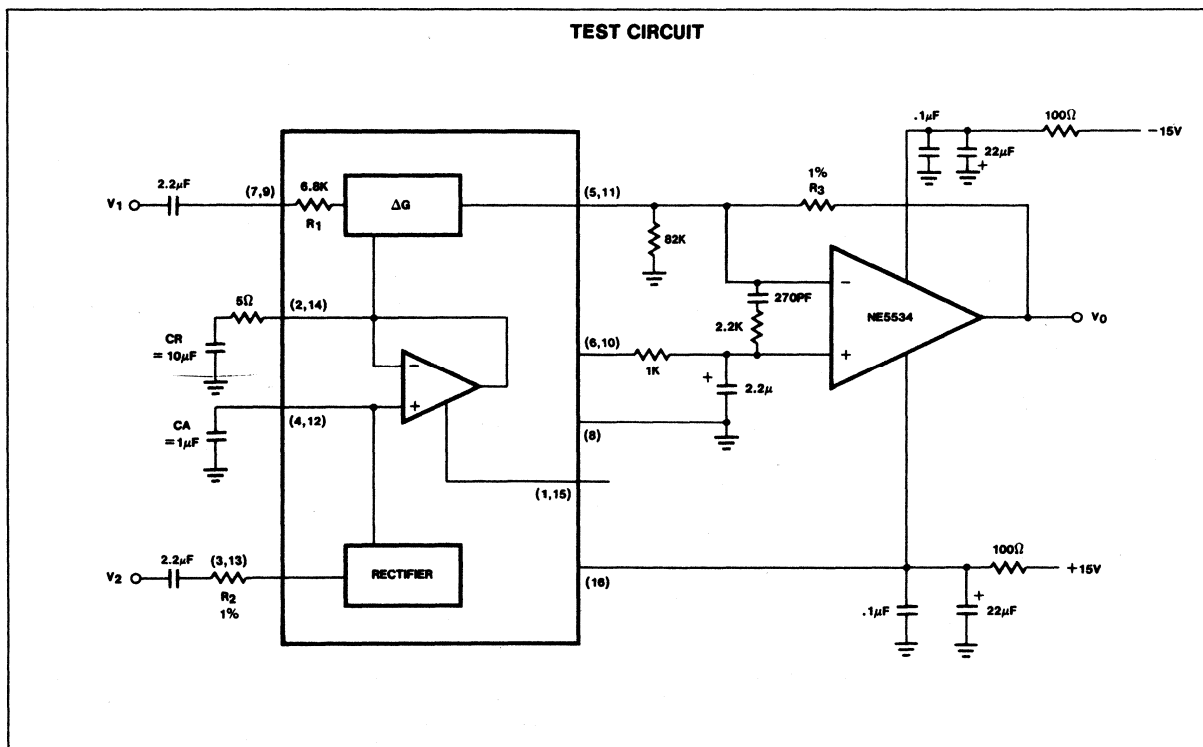 TEST CIRCUIT
.1μF
22μF
+
100Ω
−15V
V1
2.2μF
(7,9)
6.8K
R1
ΔG
(5,11)
1%
R3
82K
270PF
2.2K
−
+
NE5534
V0
5Ω
(2,14)
CR
= 10μF
−
+
(6,10)
1K
+
2.2μ
CA
= 1μF
(4,12)
(8)
(1,15)
V2
2.2μF
(3,13)
R2
1%
RECTIFIER
(16)
100Ω
+15V
.1μF
+
22μF